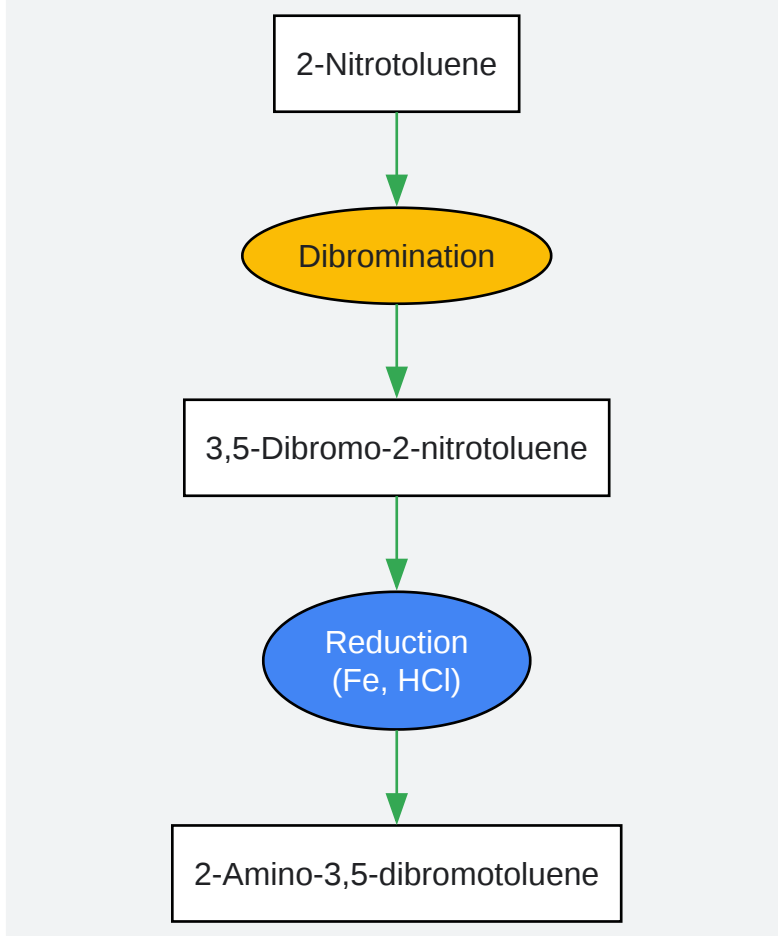 2-Nitrotoluene
Dibromination
3,5-Dibromo-2-nitrotoluene
Reduction
(Fe, HCl)
2-Amino-3,5-dibromotoluene